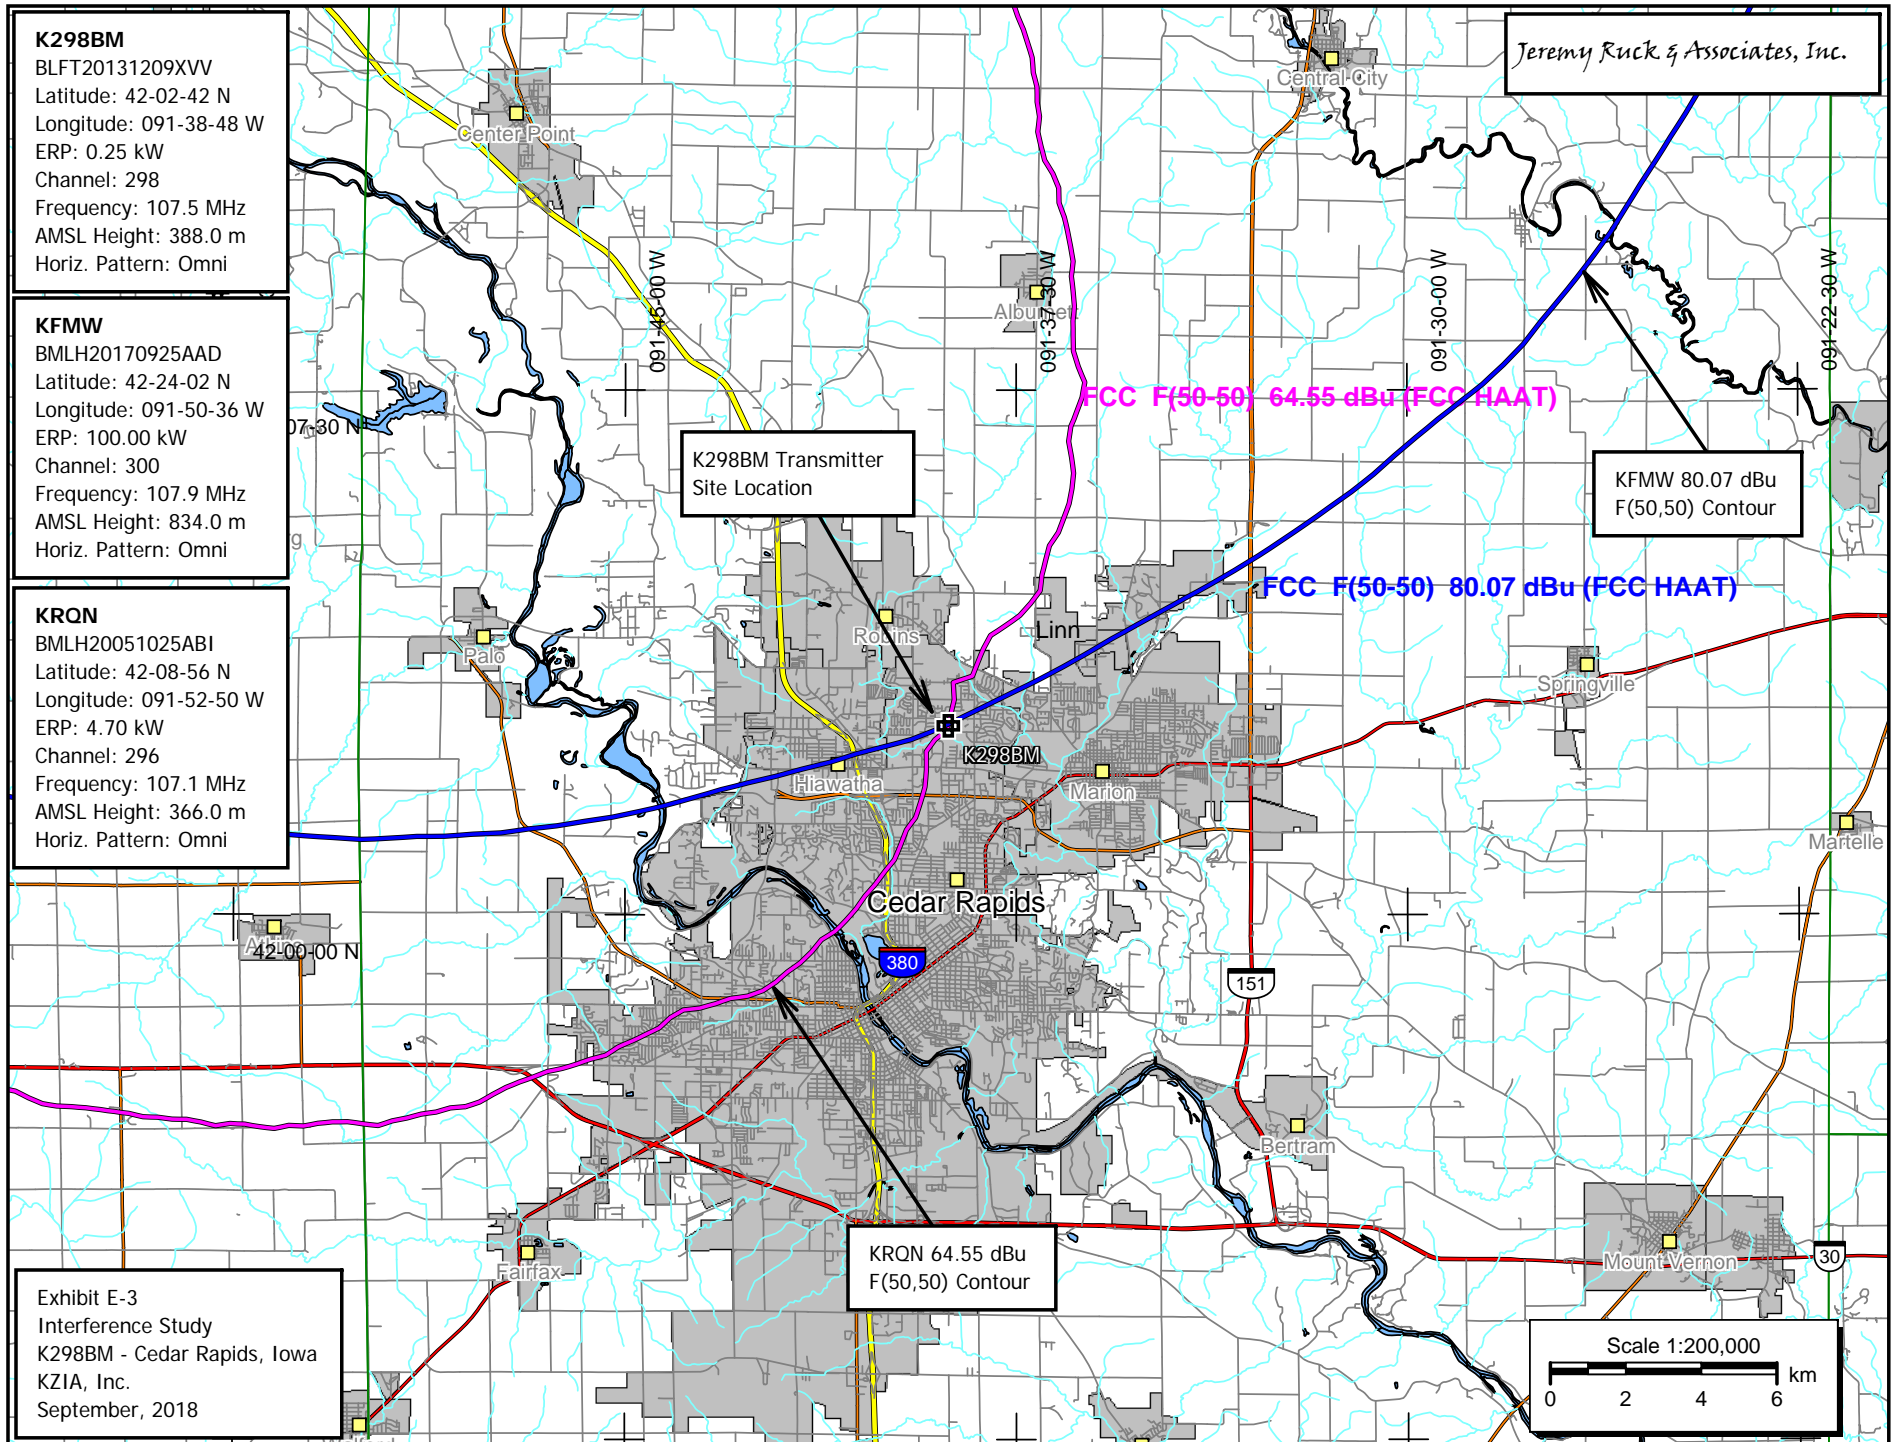 K298BM
BLFT20131209XVV
Latitude: 42-02-42 N
Longitude: 091-38-48 W
ERP: 0.25 kW
Channel: 298
Frequency: 107.5 MHz
AMSL Height: 388.0 m
Horiz. Pattern: Omni
KFMW
BMLH20170925AAD
Latitude: 42-24-02 N
Longitude: 091-50-36 W
ERP: 100.00 kW
Channel: 300
Frequency: 107.9 MHz
AMSL Height: 834.0 m
Horiz. Pattern: Omni
KRQN
BMLH20051025ABI
Latitude: 42-08-56 N
Longitude: 091-52-50 W
ERP: 4.70 kW
Channel: 296
Frequency: 107.1 MHz
AMSL Height: 366.0 m
Horiz. Pattern: Omni
Jeremy Ruck & Associates, Inc.
Central City
Center Point
Alburnett
091-45-00 W
091-37-30 W
091-30-00 W
091-22-30 W
07-30 N
FCC F(50-50) 64.55 dBu (FCC HAAT)
K298BM Transmitter
Site Location
KFMW 80.07 dBu
F(50,50) Contour
FCC F(50-50) 80.07 dBu (FCC HAAT)
Robins
Linn
Palo
Springville
K298BM
Hiawatha
Marion
Martelle
Cedar Rapids
42-00-00 N
380
151
Bertram
KRQN 64.55 dBu
F(50,50) Contour
Fairfax
Mount Vernon
30
Exhibit E-3
Interference Study
K298BM - Cedar Rapids, Iowa
KZIA, Inc.
September, 2018
Scale 1:200,000
km
0 2 4 6